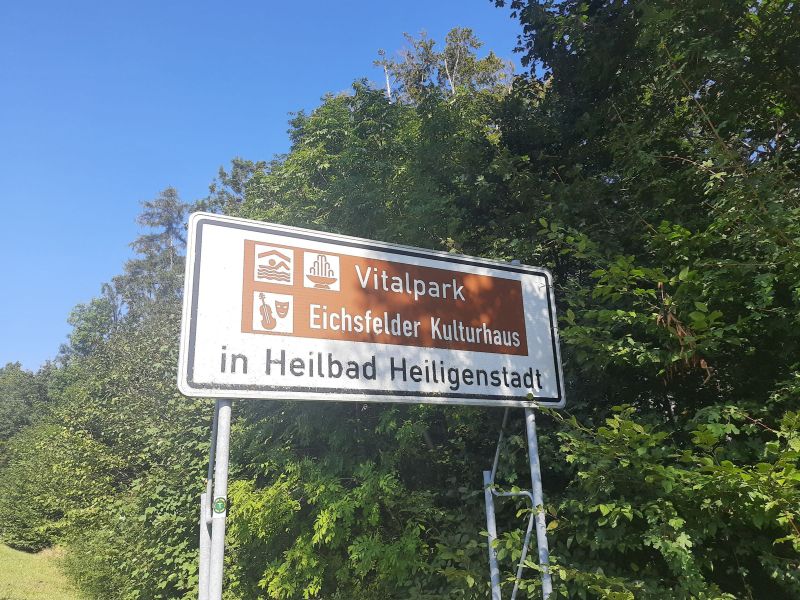 Vitalpark
Eichsfelder Kulturhaus
in Heilbad Heiligenstadt